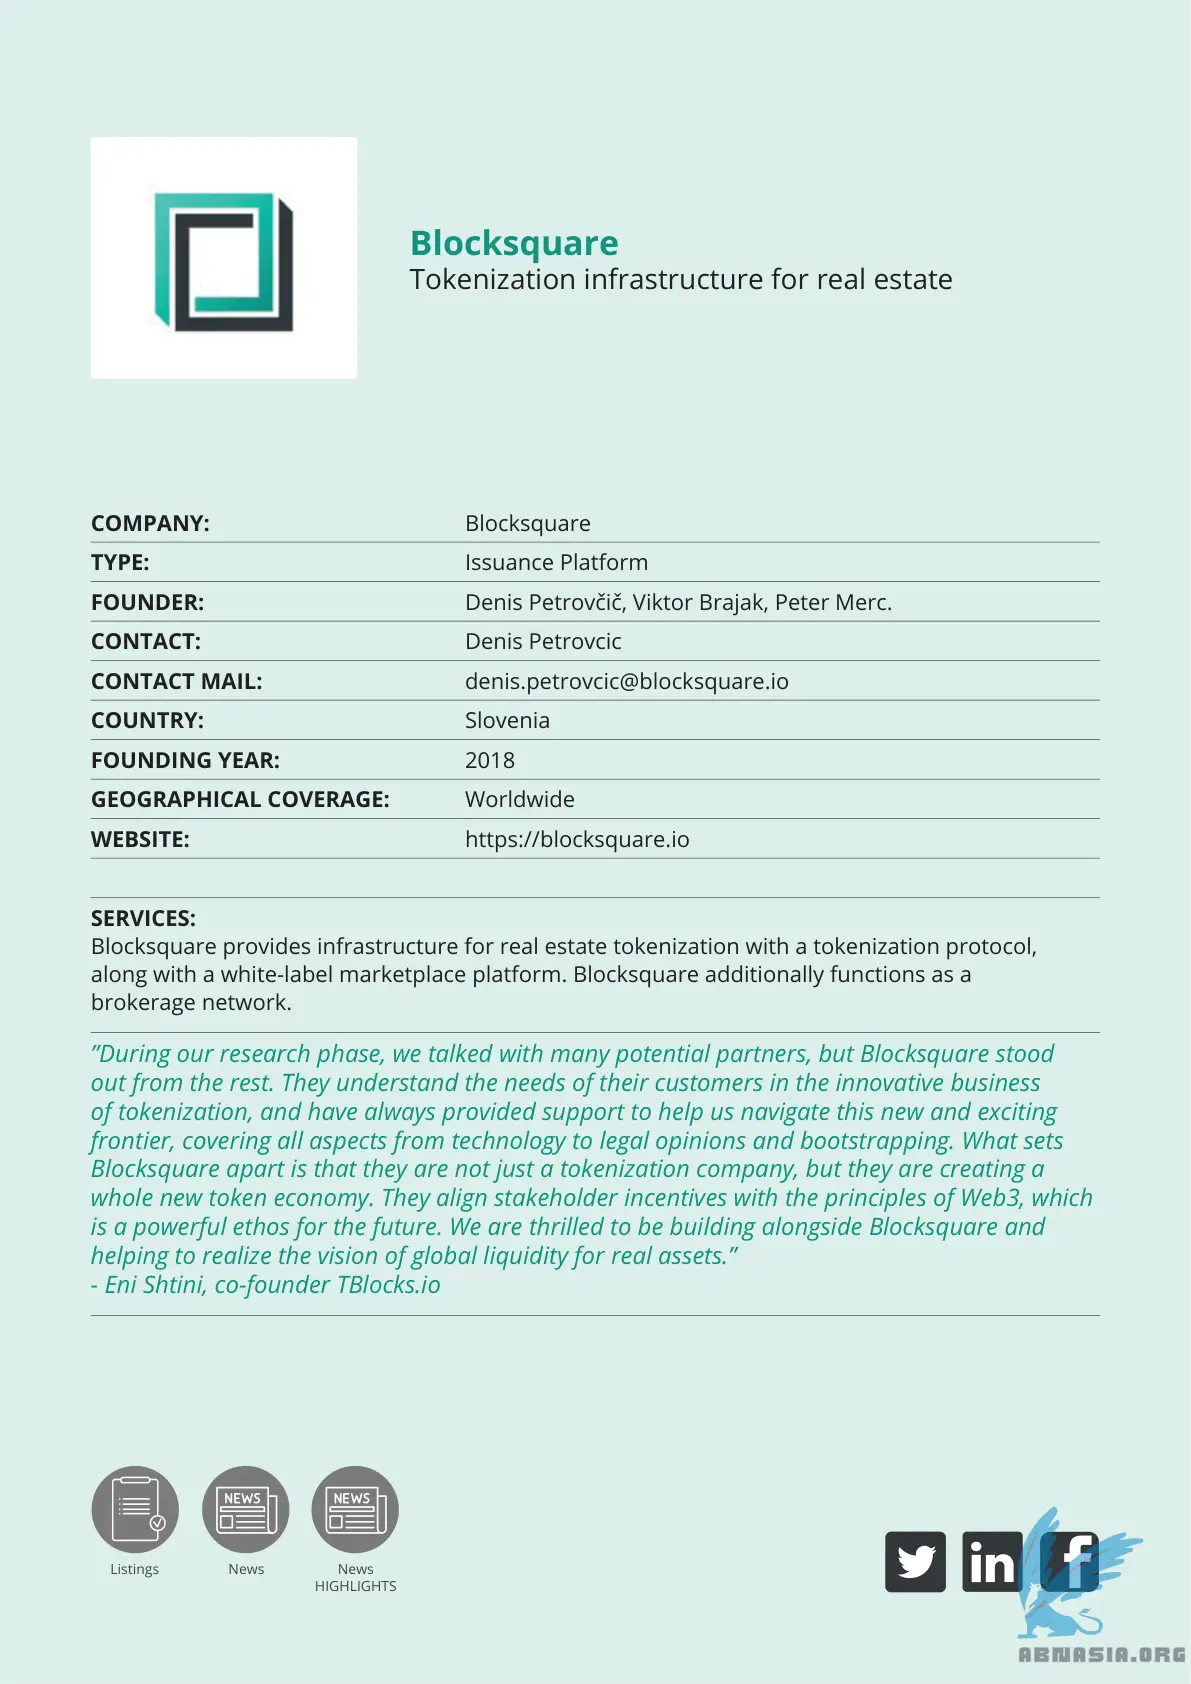 Blocksquare
Tokenization infrastructure for real estate
COMPANY: Blocksquare
TYPE: Issuance Platform
FOUNDER: Denis Petrovčič, Viktor Brajak, Peter Merc.
CONTACT: Denis Petrovcic
CONTACT MAIL: denis.petrovcic@blocksquare.io
COUNTRY: Slovenia
FOUNDING YEAR: 2018
GEOGRAPHICAL COVERAGE: Worldwide
WEBSITE: https://blocksquare.io
SERVICES:
Blocksquare provides infrastructure for real estate tokenization with a tokenization protocol,
along with a white-label marketplace platform. Blocksquare additionally functions as a
brokerage network.
”During our research phase, we talked with many potential partners, but Blocksquare stood
out from the rest. They understand the needs of their customers in the innovative business
of tokenization, and have always provided support to help us navigate this new and exciting
frontier, covering all aspects from technology to legal opinions and bootstrapping. What sets
Blocksquare apart is that they are not just a tokenization company, but they are creating a
whole new token economy. They align stakeholder incentives with the principles of Web3, which
is a powerful ethos for the future. We are thrilled to be building alongside Blocksquare and
helping to realize the vision of global liquidity for real assets.”
- Eni Shtini, co-founder TBlocks.io
NEWS NEWS
Listings News News
HIGHLIGHTS
in f
ABNASIA.ORG